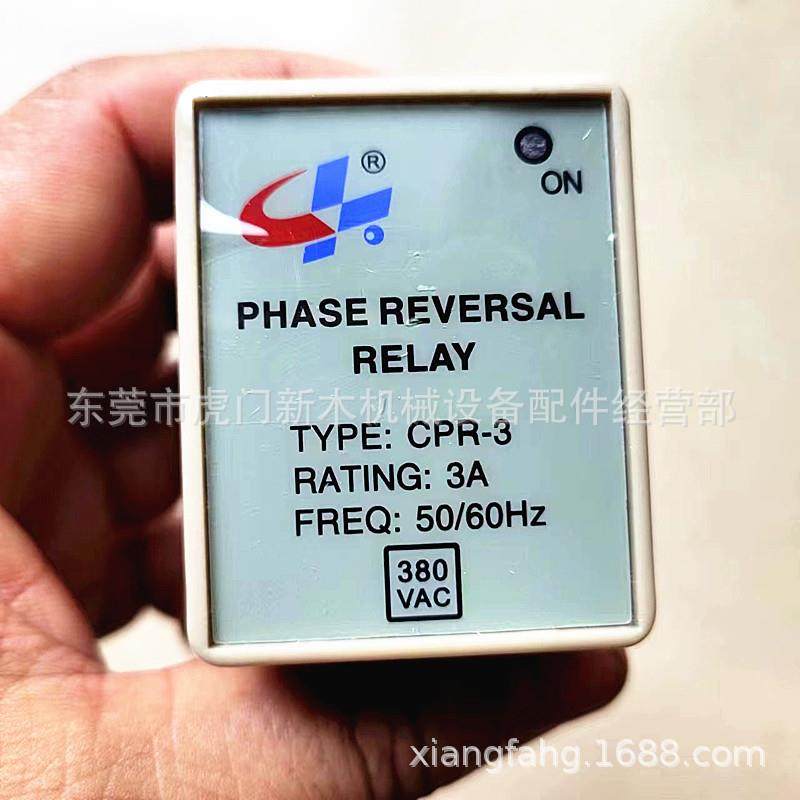 ®
ON
PHASE REVERSAL
RELAY
东莞市虎门新木机械设备配件经营部
TYPE: CPR-3
RATING: 3A
FREQ: 50/60Hz
380
VAC
xiangfahg.1688.com